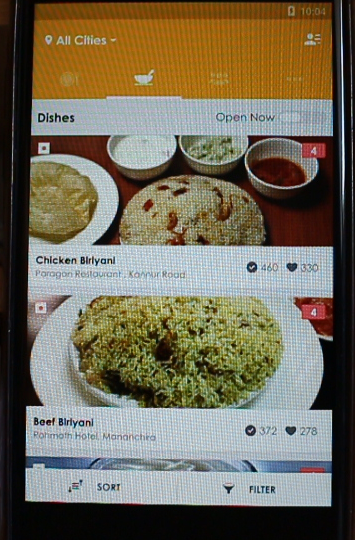 10:04
All Cities
Dishes
Open Now
4
Chicken Biriyani
460 330
Paragon Restaurant , Kannur Road
4
Beef Biriyani
372 278
Rahmath Hotel, Mananchira
SORT
FILTER